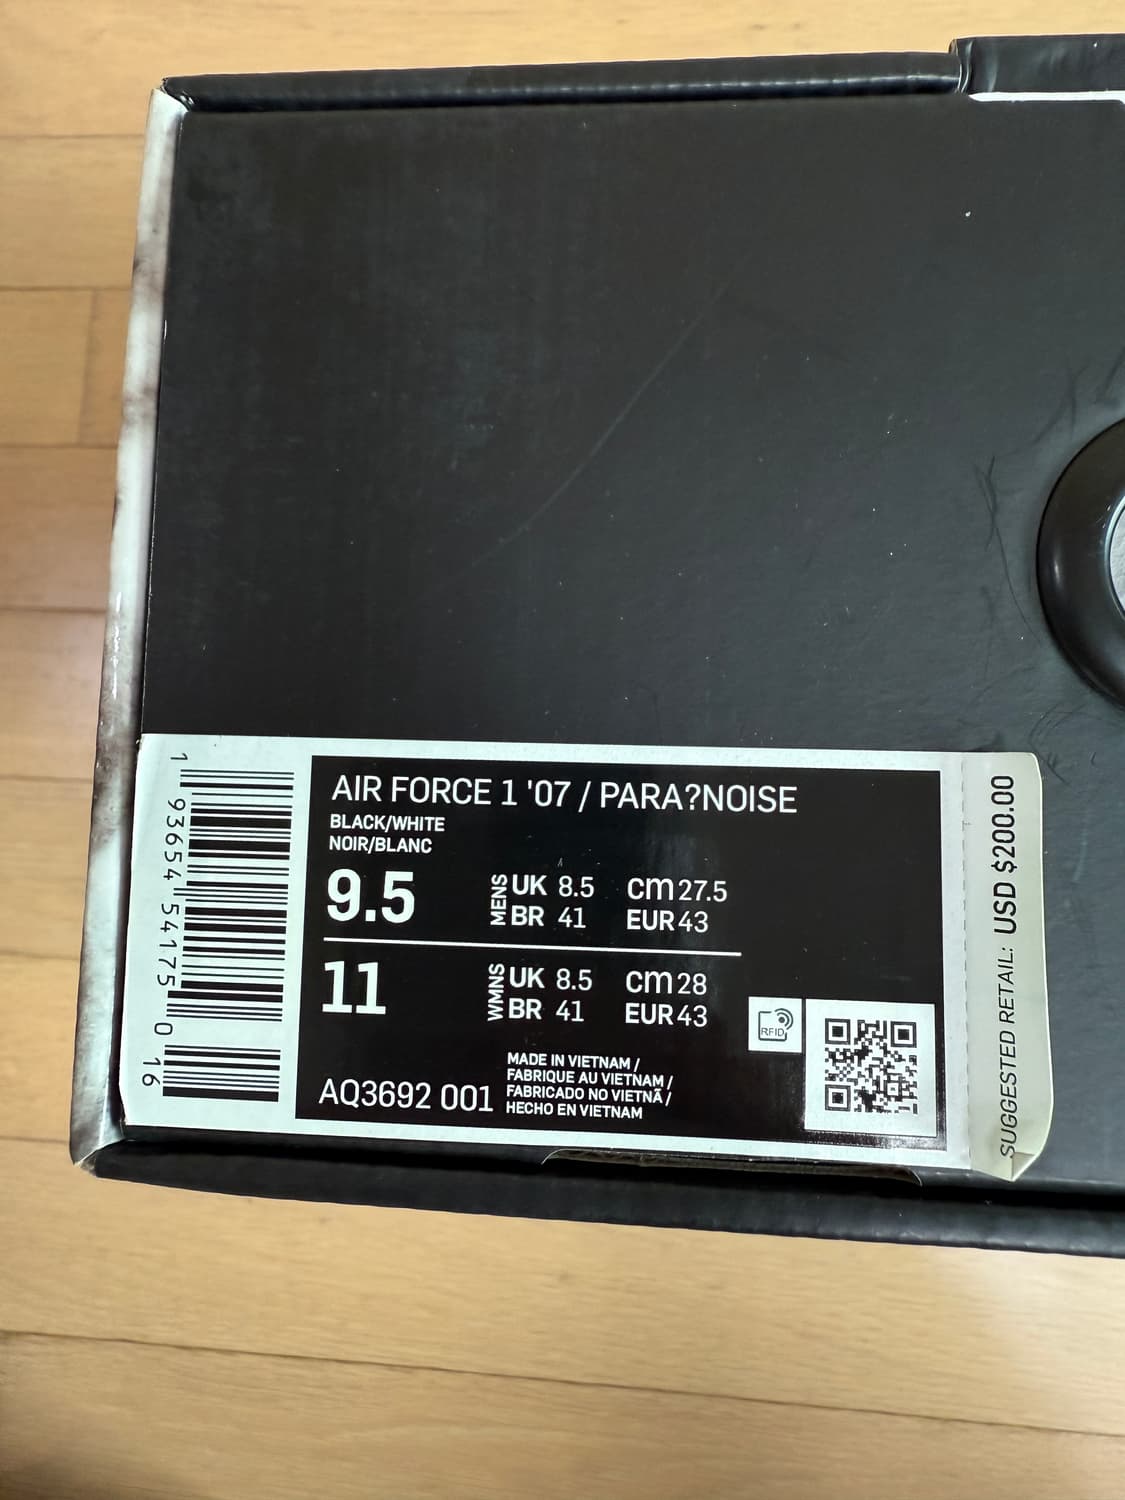 AIR FORCE 1 '07 / PARA?NOISE
BLACK/WHITE
NOIR/BLANC
9.5 MENS UK 8.5 cm 27.5
BR 41 EUR 43
11 WMNS UK 8.5 cm 28
BR 41 EUR 43
AQ3692 001
MADE IN VIETNAM /
FABRIQUE AU VIETNAM /
FABRICADO NO VIETNÃ /
HECHO EN VIETNAM
RFID
1 93654 54175 0 16
SUGGESTED RETAIL: USD $200.00